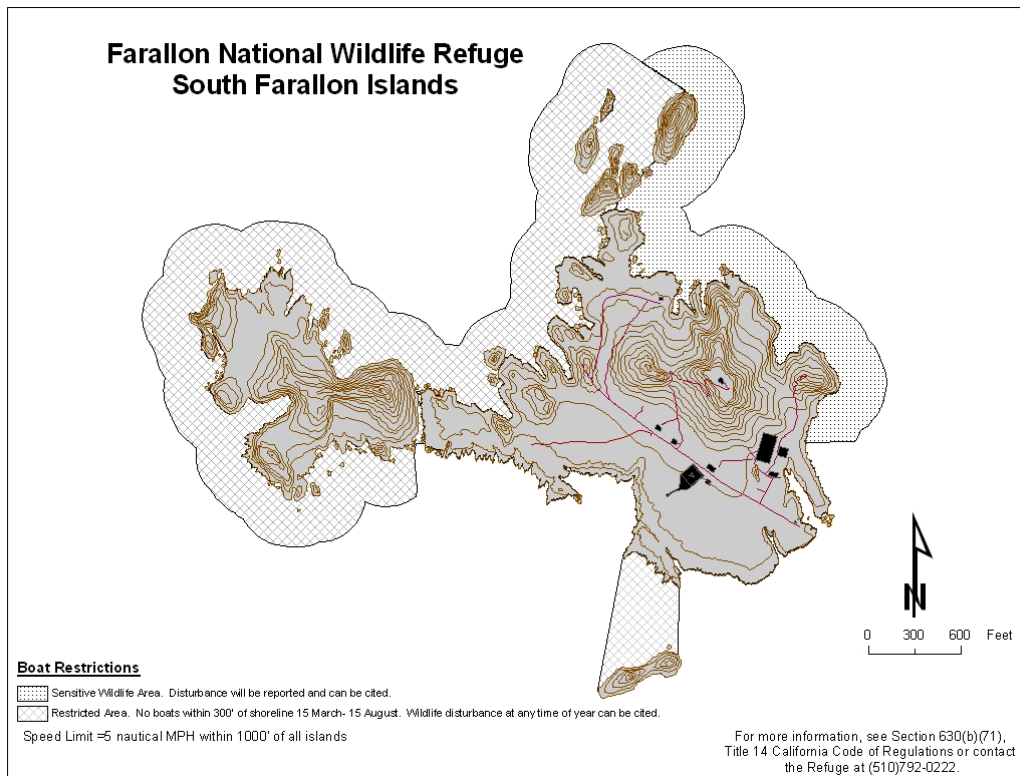 Farallon National Wildlife Refuge
South Farallon Islands
N
0 300 600 Feet
Boat Restrictions
Sensitive Wildlife Area. Disturbance will be reported and can be cited.
Restricted Area. No boats within 300' of shoreline 15 March- 15 August. Wildlife disturbance at any time of year can be cited.
Speed Limit =5 nautical MPH within 1000' of all islands
For more information, see Section 630(b)(71),
Title 14 California Code of Regulations or contact
the Refuge at (510)792-0222.